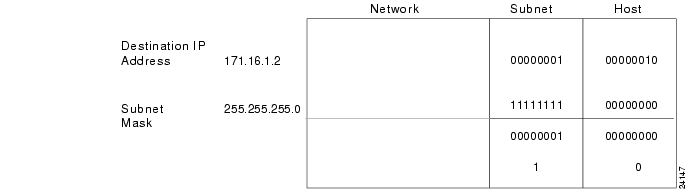 Network Subnet Host
Destination IP
Address 171.16.1.2 00000001 00000010
Subnet 255.255.255.0 11111111 00000000
Mask
00000001 00000000
1 0
24147